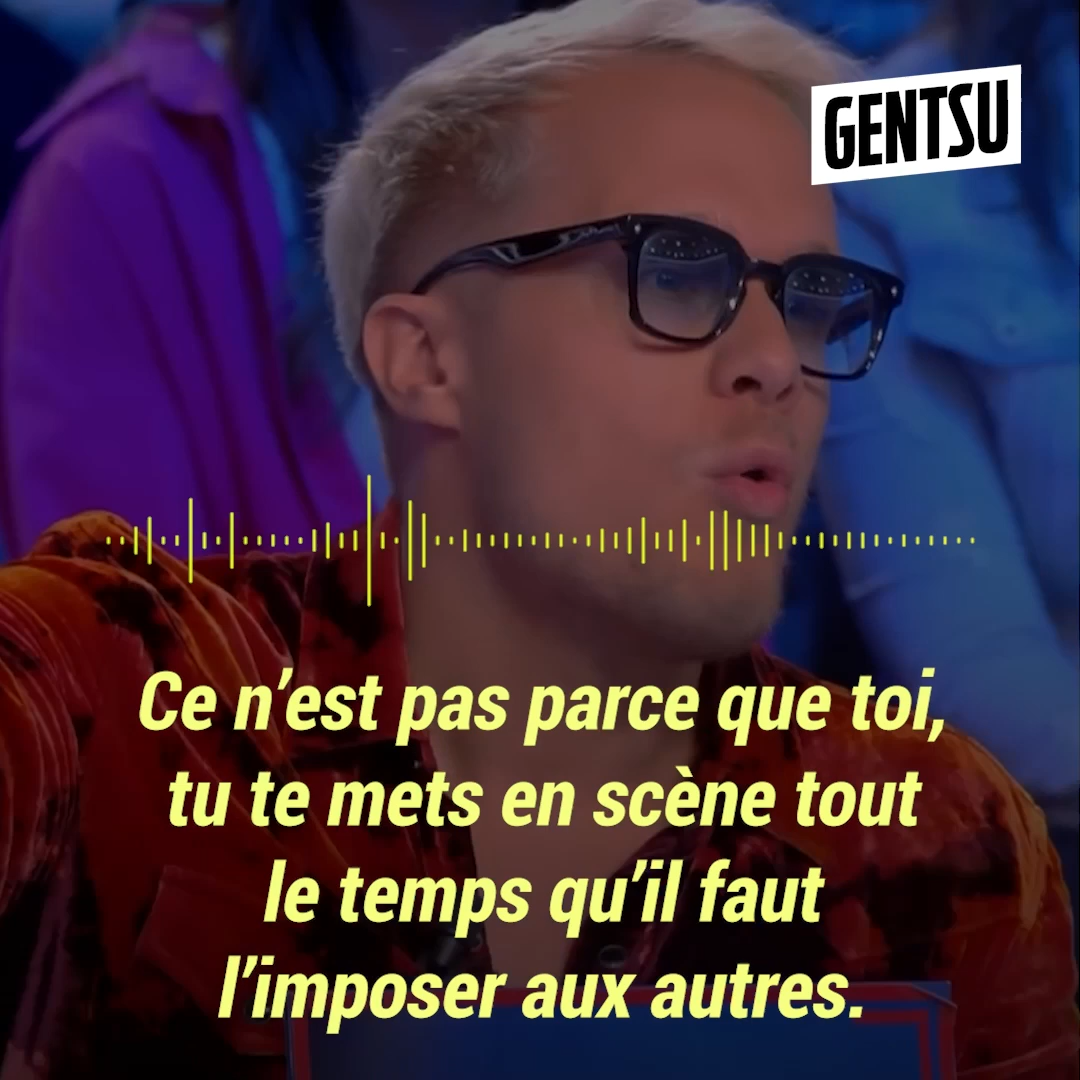 GENTSU
Ce n’est pas parce que toi,
tu te mets en scène tout
le temps qu’il faut
l’imposer aux autres.